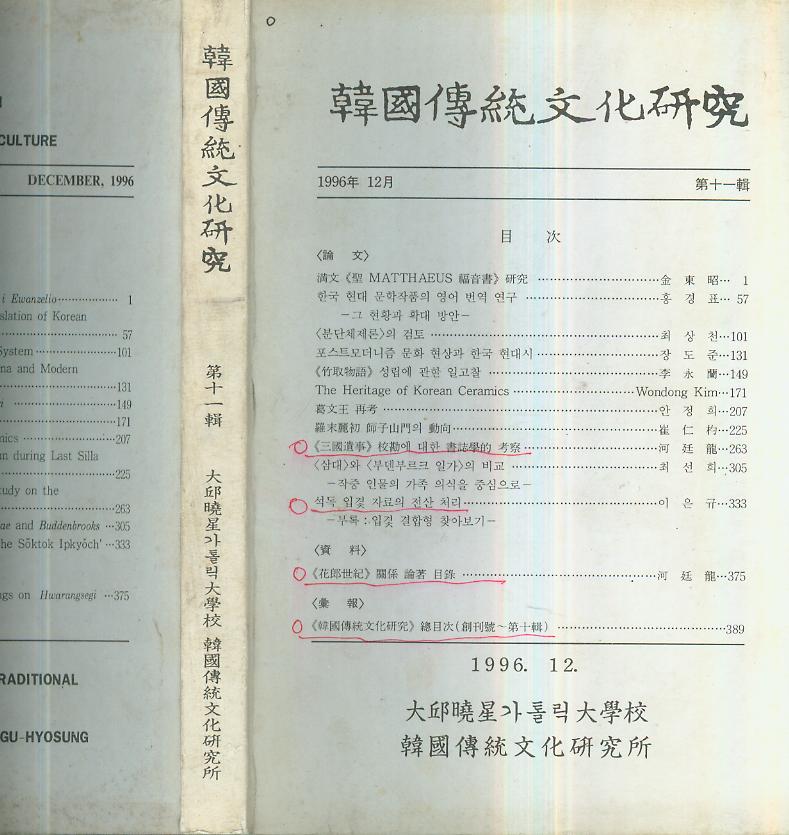 CULTURE
DECEMBER, 1996
i Ewanzelio 1
slation of Korean
57
System 101
na and Modern
131
i 149
171
mics 207
n during Last Silla
225
tudy on the
263
ae and Buddenbrooks 305
he Sŏktok Ipkyŏch' 333
ngs on Hwarangsegi 375
RADITIONAL
GU-HYOSUNG
韓國傳統文化硏究
第十一輯
大邱曉星가톨릭大學校 韓國傳統文化硏究所
韓國傳統文化硏究
1996年 12月 第十一輯
目 次
〈論 文〉
満文《聖 MATTHAEUS 福音書》硏究 金 東 昭 1
한국 현대 문학작품의 영어 번역 연구 홍 경 표 57
-그 현황과 확대 방안-
〈분단체제론〉의 검토 최 상 천 101
포스트모더니즘 문화 현상과 한국 현대시 장 도 준 131
《竹取物語》성립에 관한 일고찰 李 永 蘭 149
The Heritage of Korean Ceramics Wondong Kim 171
葛文王 再考 안 정 희 207
羅末麗初 師子山門의 動向 崔 仁 杓 225
《三國遺事》校勘에 대한 書誌學的 考察 河 廷 龍 263
〈삼대〉와 〈부덴부르크 일가〉의 비교 최 선 희 305
-작중 인물의 가족 의식을 중심으로-
석독 입겿 자료의 전산 처리 이 은 규 333
-부록 : 입겿 결합형 찾아보기-
〈資 料〉
《花郎世紀》關係 論著 目錄 河 廷 龍 375
〈彙 報〉
《韓國傳統文化硏究》總目次(創刊號~第十輯) 389
1996. 12.
大邱曉星가톨릭大學校
韓國傳統文化硏究所